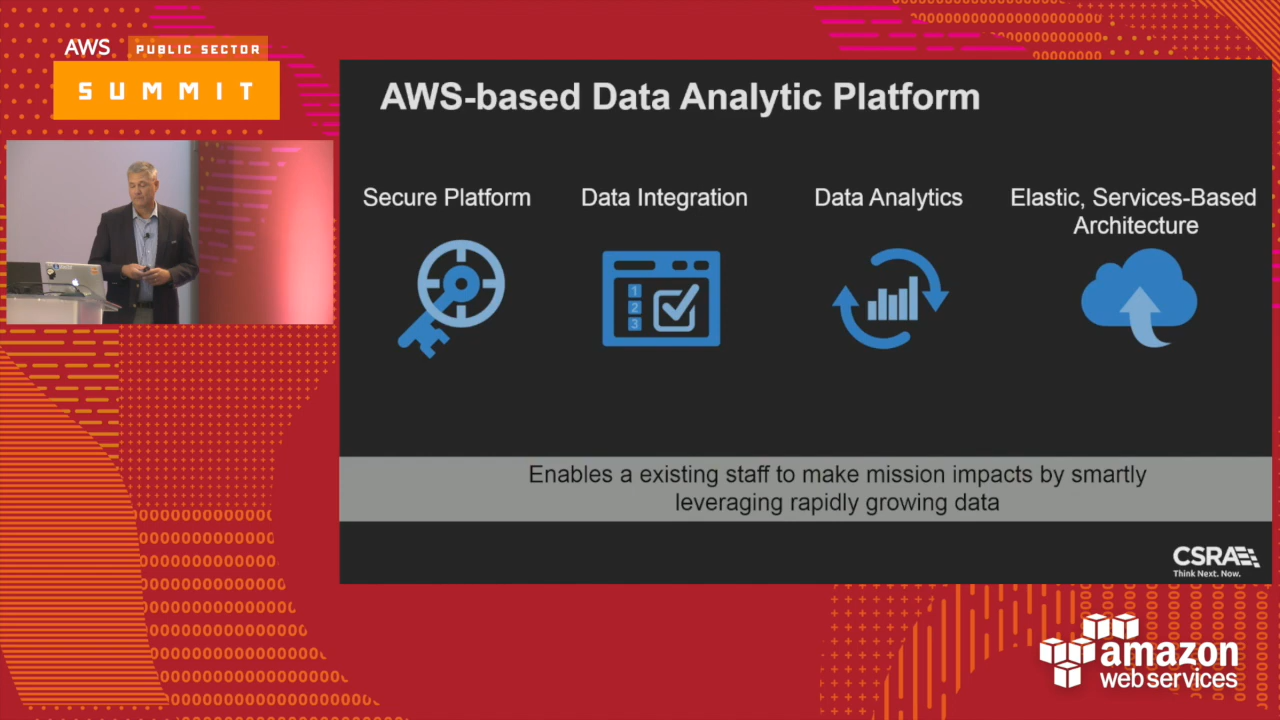 AWS PUBLIC SECTOR
SUMMIT
AWS-based Data Analytic Platform
Secure Platform
Data Integration
Data Analytics
Elastic, Services-Based
Architecture
1
2
3
Enables a existing staff to make mission impacts by smartly
leveraging rapidly growing data
CSRA
Think Next. Now.
amazon
web services